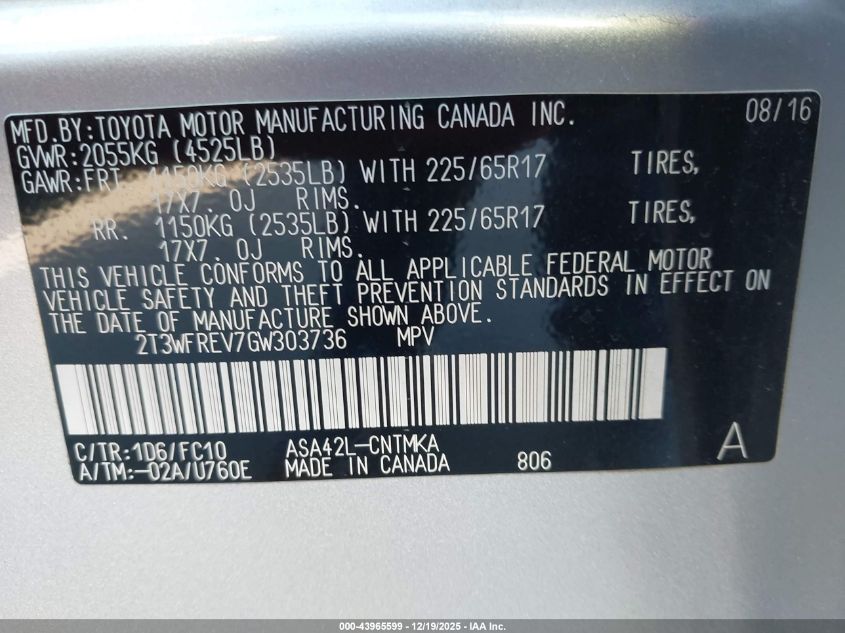 MFD.BY:TOYOTA MOTOR MANUFACTURING CANADA INC. 08/16
GVWR:2055KG (4525LB)
GAWR:FRT. 1150KG (2535LB) WITH 225/65R17 TIRES,
17X7. 0J RIMS.
RR. 1150KG (2535LB) WITH 225/65R17 TIRES,
17X7. 0J RIMS.
THIS VEHICLE CONFORMS TO ALL APPLICABLE FEDERAL MOTOR
VEHICLE SAFETY AND THEFT PREVENTION STANDARDS IN EFFECT ON
THE DATE OF MANUFACTURE SHOWN ABOVE.
2T3WFREV7GW303736 MPV
C/TR:1D6/FC10 ASA42L-CNTMKA A
A/TM:-02A/U760E MADE IN CANADA 806
000-43965599 - 12/19/2025 - IAA Inc.